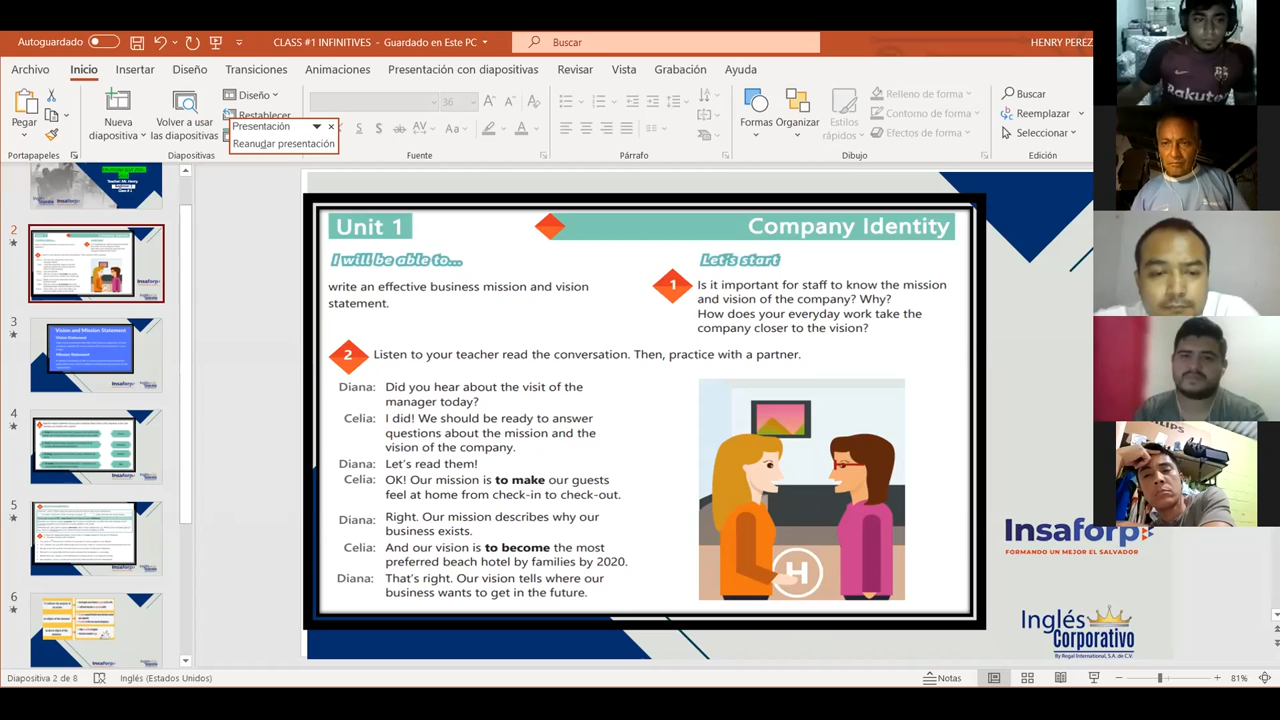 Autoguardado
CLASS #1 INFINITIVES - Guardado en Este PC
Buscar
HENRY PEREZ
Archivo Inicio Insertar Diseño Transiciones Animaciones Presentación con diapositivas Revisar Vista Grabación Ayuda
Pegar
Nueva diapositiva
Volver a usar las diapositivas
Diseño
Restablecer
Presentación
Reanudar presentación
36
Formas
Organizar
Estilos rápidos
Relleno de forma
Contorno de forma
Efectos de forma
Buscar
Reemplazar
Seleccionar
Portapapeles
Diapositivas
Fuente
Párrafo
Dibujo
Edición
2
3
Vision and Mission Statement
4
5
6
Unit 1
Company Identity
I will be able to...
write an effective business mission and vision
statement.
Let's start
1
Is it important for staff to know the mission
and vision of the company? Why?
How does your everyday work take the
company closer to the vision?
2
Listen to your teacher read the conversation. Then, practice with a partner.
Diana: Did you hear about the visit of the
manager today?
Celia: I did! We should be ready to answer
questions about the mission and the
vision of the company.
Diana: Let's read them!
Celia: OK! Our mission is to make our guests
feel at home from check-in to check-out.
Diana: Right. Our mission describes why our
business exists.
Celia: And our vision is to become the most
preferred beach hotel by families by 2020.
Diana: That's right. Our vision tells where our
business wants to get in the future.
H
Insaforp
FORMANDO UN MEJOR EL SALVADOR
Inglés
Corporativo
By Regal International, S.A. de C.V.
PHILIPS
Rakuten
Diapositiva 2 de 8
Inglés (Estados Unidos)
Notas
81%